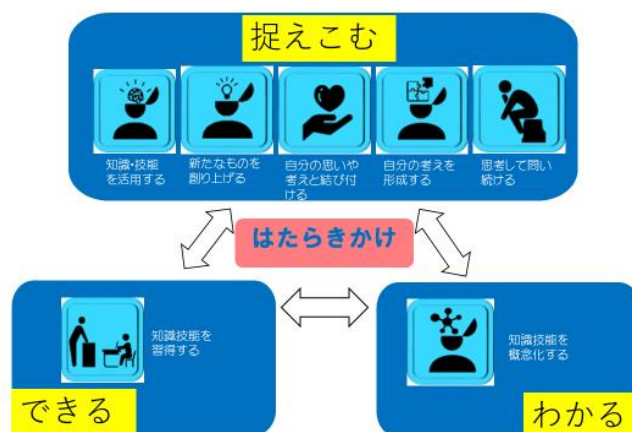 捉えこむ
知識・技能
を活用する
新たなものを
創り上げる
自分の思いや
考えと結び付
ける
自分の考えを
形成する
思考して問い
続ける
はたらきかけ
知識技能を
習得する
できる
知識技能を
概念化する
わかる